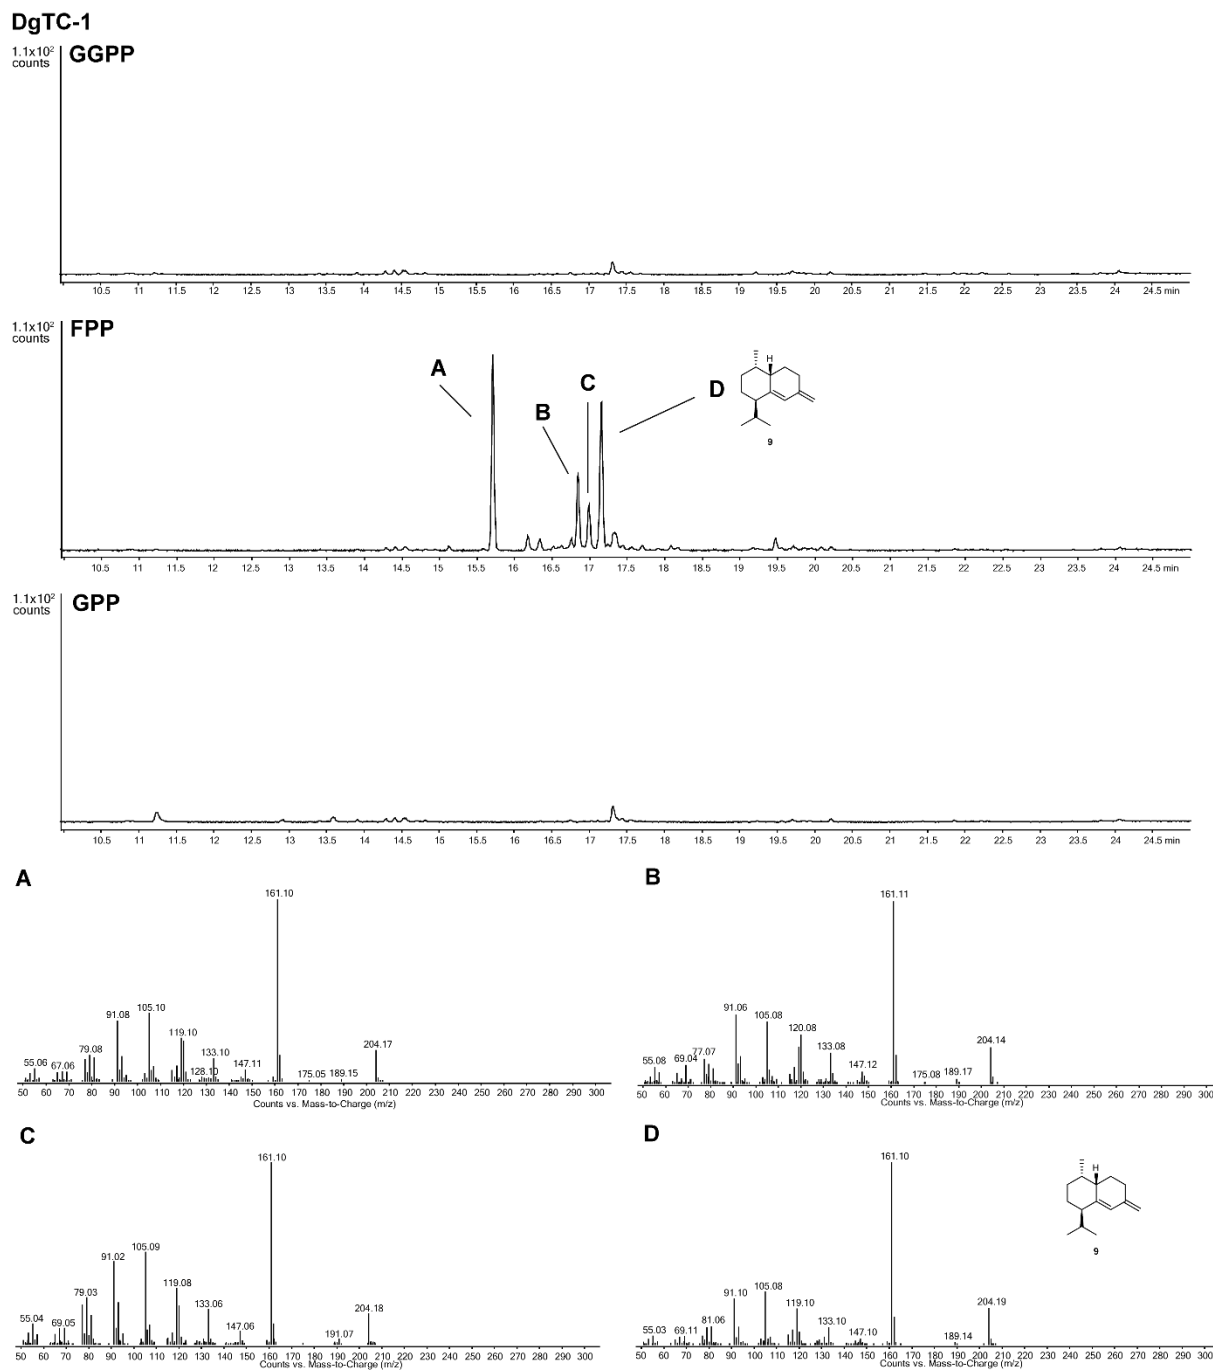 DgTC-1
1.1x10²
counts
GGPP
10.5 11 11.5 12 12.5 13 13.5 14 14.5 15 15.5 16 16.5 17 17.5 18 18.5 19 19.5 20 20.5 21 21.5 22 22.5 23 23.5 24 24.5 min
1.1x10²
counts
FPP
A
B
C
D
H
9
10.5 11 11.5 12 12.5 13 13.5 14 14.5 15 15.5 16 16.5 17 17.5 18 18.5 19 19.5 20 20.5 21 21.5 22 22.5 23 23.5 24 24.5 min
1.1x10²
counts
GPP
10.5 11 11.5 12 12.5 13 13.5 14 14.5 15 15.5 16 16.5 17 17.5 18 18.5 19 19.5 20 20.5 21 21.5 22 22.5 23 23.5 24 24.5 min
A
161.10
55.06 67.06 79.08 91.08 105.10 119.10 128.10 133.10 147.11 175.05 189.15 204.17
50 60 70 80 90 100 110 120 130 140 150 160 170 180 190 200 210 220 230 240 250 260 270 280 290 300
Counts vs. Mass-to-Charge (m/z)
B
161.11
55.08 69.04 77.07 91.06 105.08 120.08 133.08 147.12 175.08 189.17 204.14
50 60 70 80 90 100 110 120 130 140 150 160 170 180 190 200 210 220 230 240 250 260 270 280 290 300
Counts vs. Mass-to-Charge (m/z)
C
161.10
55.04 69.05 79.03 91.02 105.09 119.08 133.06 147.10 191.07 204.18
50 60 70 80 90 100 110 120 130 140 150 160 170 180 190 200 210 220 230 240 250 260 270 280 290 300
Counts vs. Mass-to-Charge (m/z)
D
161.10
H
9
55.03 69.11 81.06 91.10 105.08 119.10 133.10 147.10 189.14 204.19
50 60 70 80 90 100 110 120 130 140 150 160 170 180 190 200 210 220 230 240 250 260 270 280 290 300
Counts vs. Mass-to-Charge (m/z)